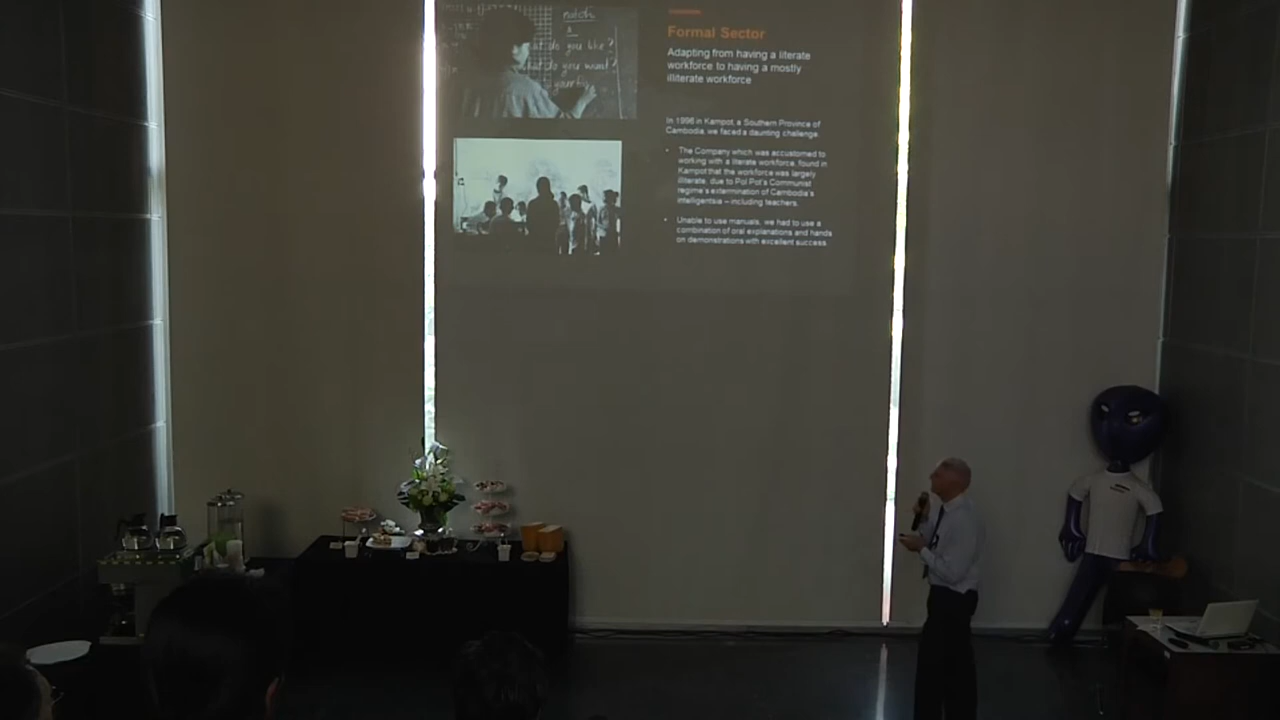 match
a
what do you like?
what do you want?
Formal Sector
Adapting from having a literate
workforce to having a mostly
illiterate workforce
In 1996 in Kampot, a Southern Province of
Cambodia, we faced a daunting challenge.
• The Company which was accustomed to
working with a literate workforce, found in
Kampot that the workforce was largely
illiterate, due to Pol Pot's Communist
regime's extermination of Cambodia's
intelligentsia – including teachers.
• Unable to use manuals, we had to use a
combination of oral explanations and hands
on demonstrations with excellent success.